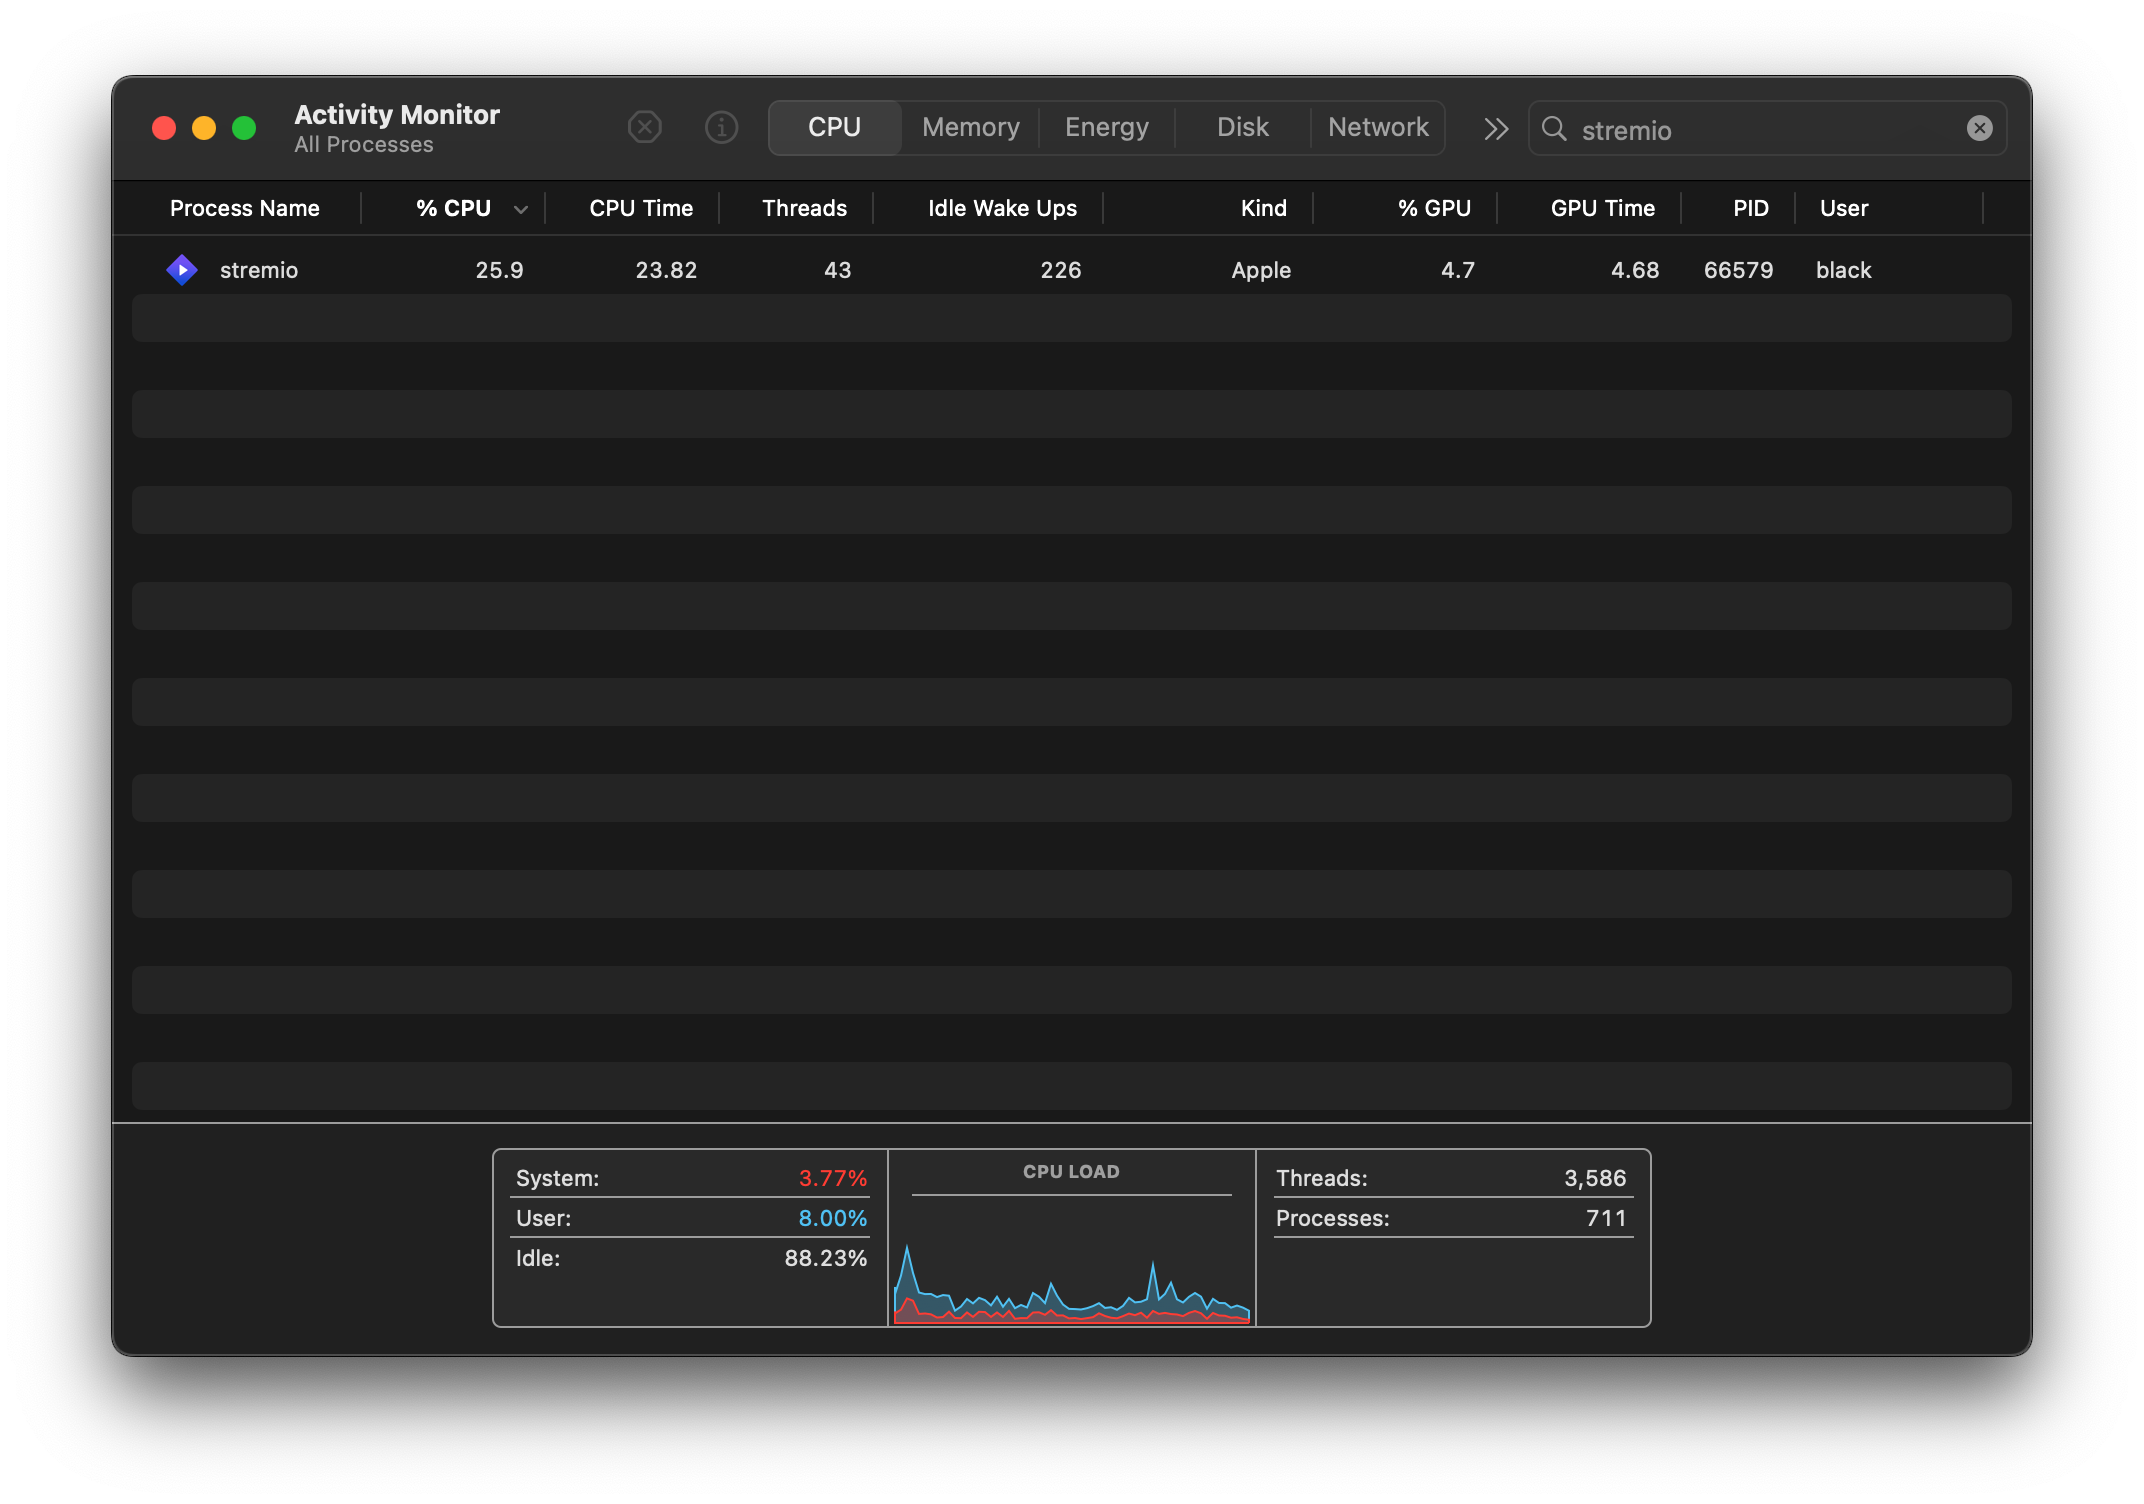 Activity Monitor
All Processes
CPU Memory Energy Disk Network
stremio
Process Name % CPU CPU Time Threads Idle Wake Ups Kind % GPU GPU Time PID User
stremio 25.9 23.82 43 226 Apple 4.7 4.68 66579 black
System: 3.77%
User: 8.00%
Idle: 88.23%
CPU LOAD
Threads: 3,586
Processes: 711